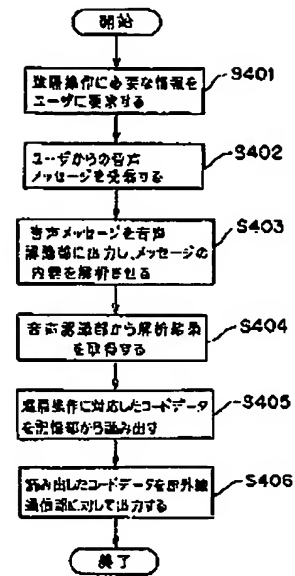 開始
遠隔操作に必要な情報を
ユーザに要求する
S401
ユーザからの音声
メッセージを受信する
S402
音声メッセージを音声
認識部に出力し、メッセージの
内容を解析させる
S403
音声認識部から解析結果
を取得する
S404
遠隔操作に対応したコードデータ
を記憶部から読み出す
S405
読み出したコードデータを赤外線
通信部に対して出力する
S406
終了